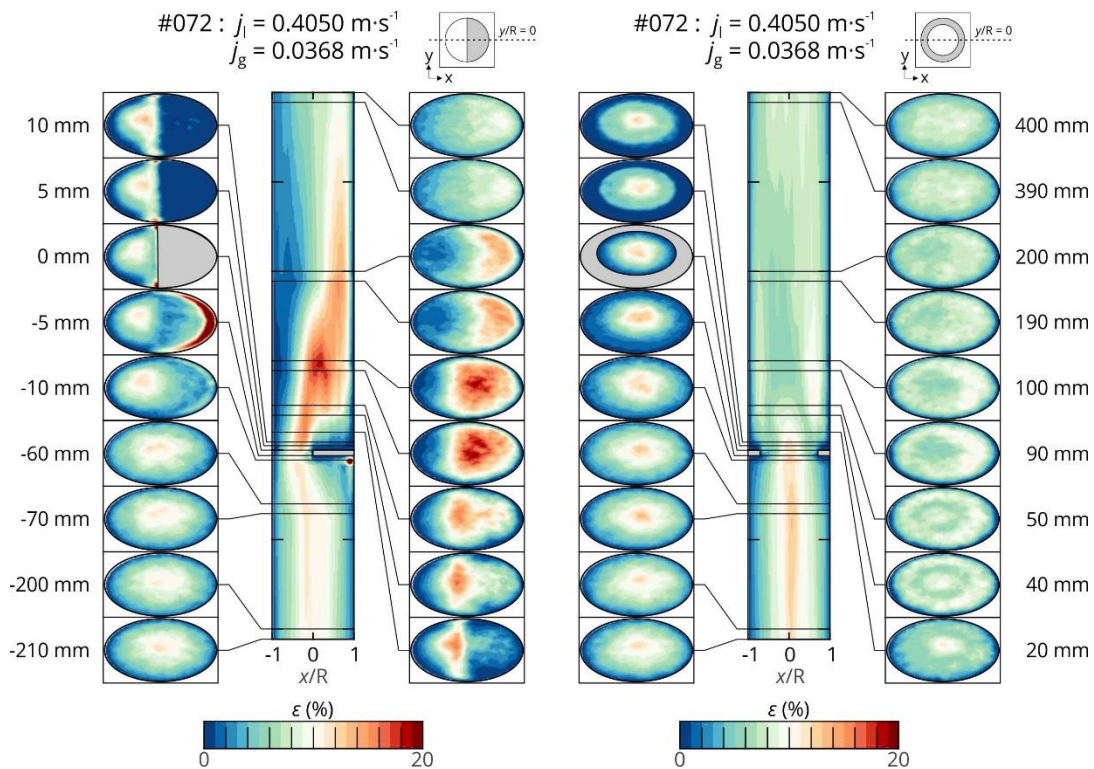 #072 : jₗ = 0.4050 m·s⁻¹
j_g = 0.0368 m·s⁻¹
y/R = 0
y
x
10 mm
5 mm
0 mm
-5 mm
-10 mm
-60 mm
-70 mm
-200 mm
-210 mm
-1 0 1
x/R
ε (%)
0 20
#072 : jₗ = 0.4050 m·s⁻¹
j_g = 0.0368 m·s⁻¹
y/R = 0
y
x
400 mm
390 mm
200 mm
190 mm
100 mm
90 mm
50 mm
40 mm
20 mm
-1 0 1
x/R
ε (%)
0 20